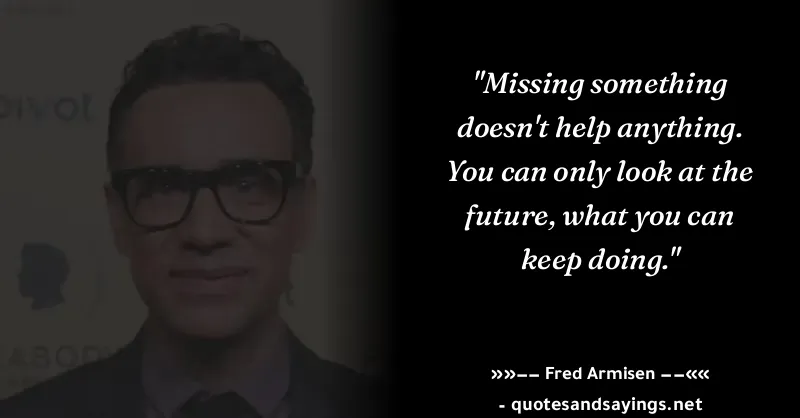 pivot
"Missing something
doesn't help anything.
You can only look at the
future, what you can
keep doing."
»»-- Fred Armisen --««
- quotesandsayings.net